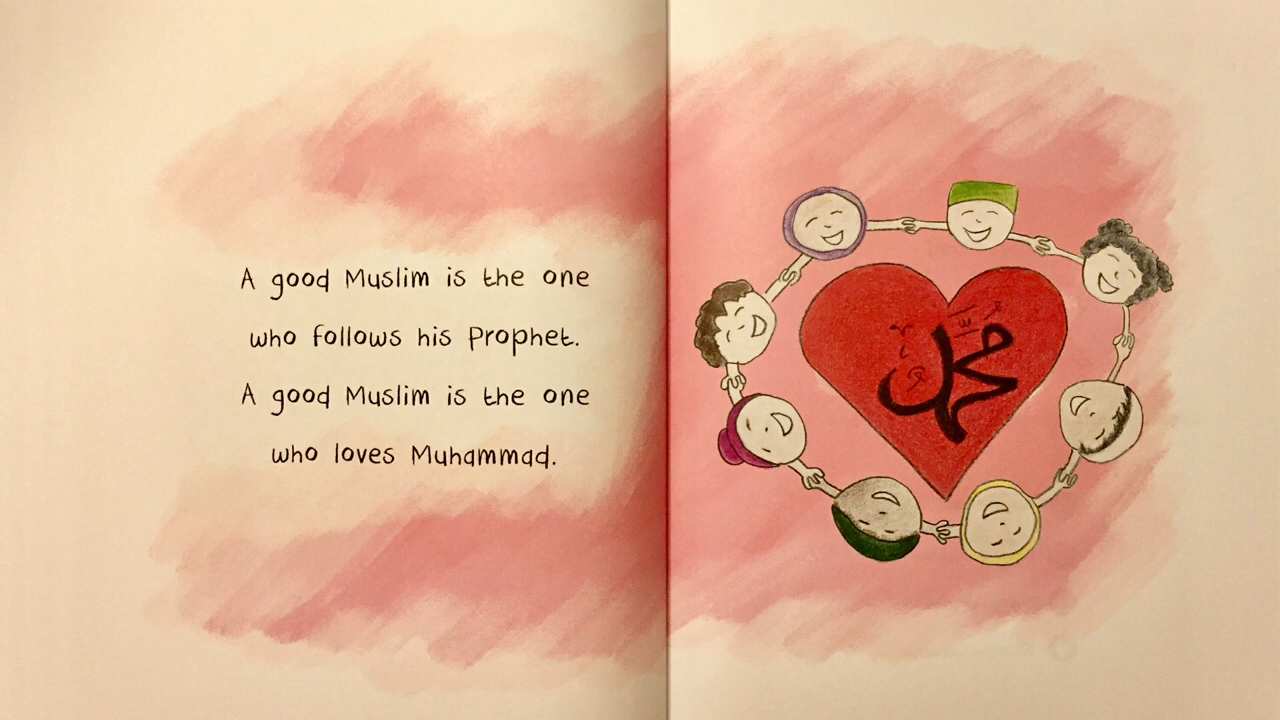 A good Muslim is the one
who follows his Prophet.
A good Muslim is the one
who loves Muhammad.
محمد